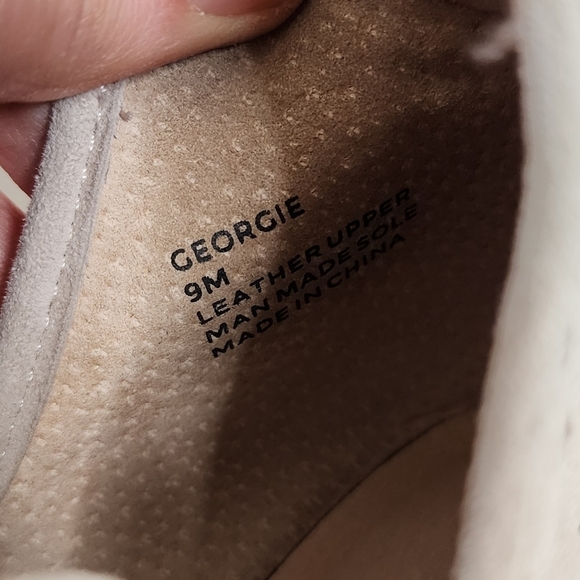 GEORGIE
9M
LEATHER UPPER
MAN MADE SOLE
MADE IN CHINA